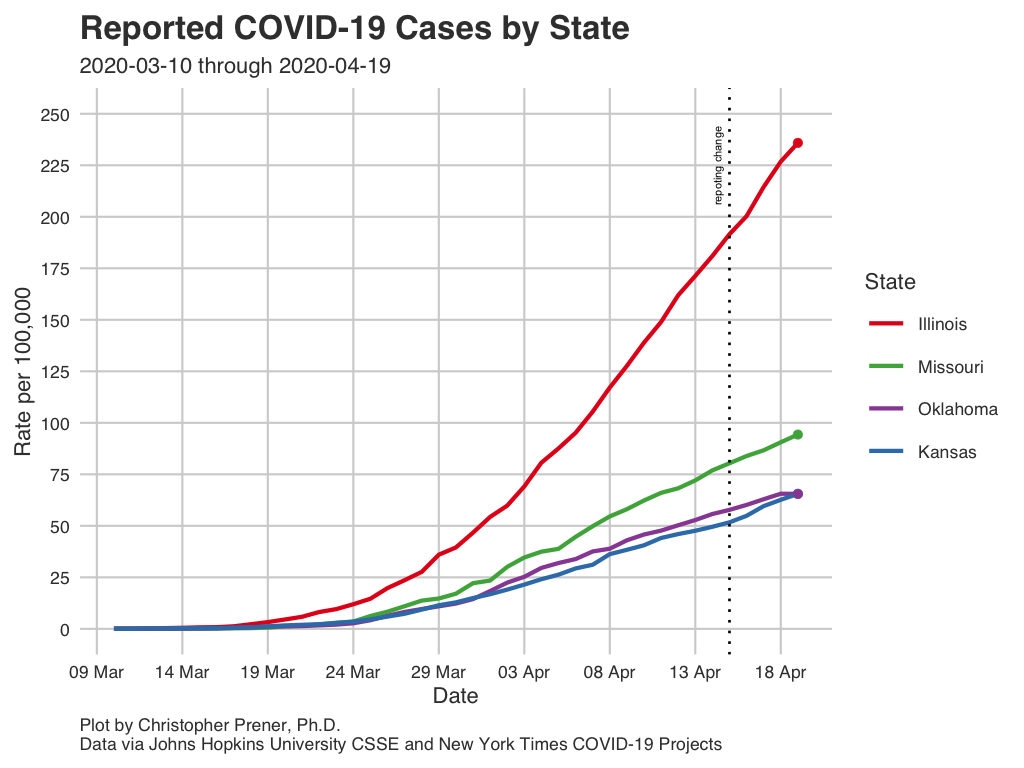 Reported COVID-19 Cases by State
2020-03-10 through 2020-04-19
250
225
200
175
150
125
100
75
50
25
0
Rate per 100,000
repoting change
09 Mar
14 Mar
19 Mar
24 Mar
29 Mar
03 Apr
08 Apr
13 Apr
18 Apr
Date
State
Illinois
Missouri
Oklahoma
Kansas
Plot by Christopher Prener, Ph.D.
Data via Johns Hopkins University CSSE and New York Times COVID-19 Projects